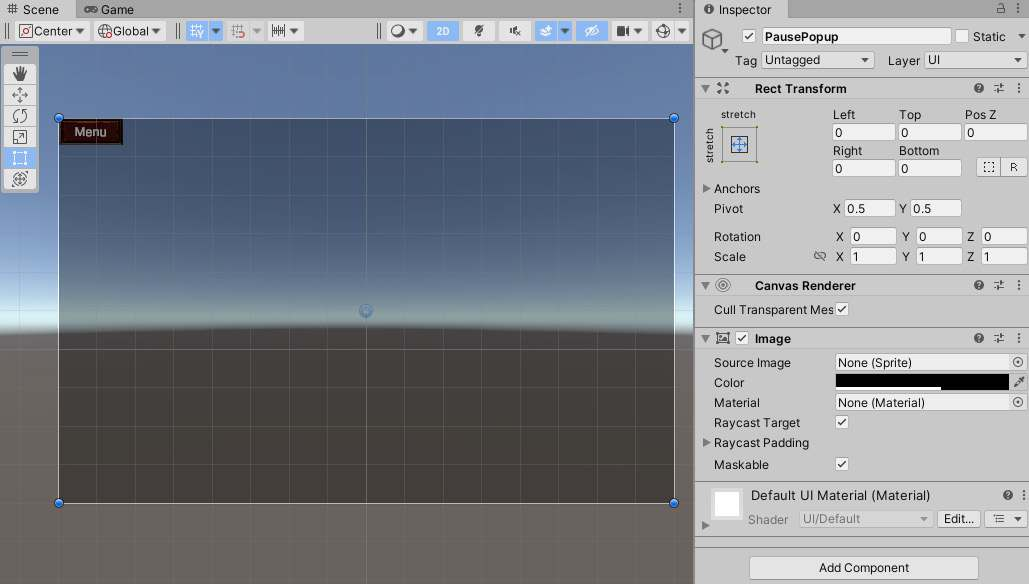 Scene Game
Center Global 2D
Menu
Inspector
PausePopup Static
Tag Untagged Layer UI
Rect Transform
stretch Left Top Pos Z
stretch 0 0 0
Right Bottom
0 0 R
Anchors
Pivot X 0.5 Y 0.5
Rotation X 0 Y 0 Z 0
Scale X 1 Y 1 Z 1
Canvas Renderer
Cull Transparent Mes
Image
Source Image None (Sprite)
Color
Material None (Material)
Raycast Target
Raycast Padding
Maskable
Default UI Material (Material)
Shader UI/Default Edit...
Add Component